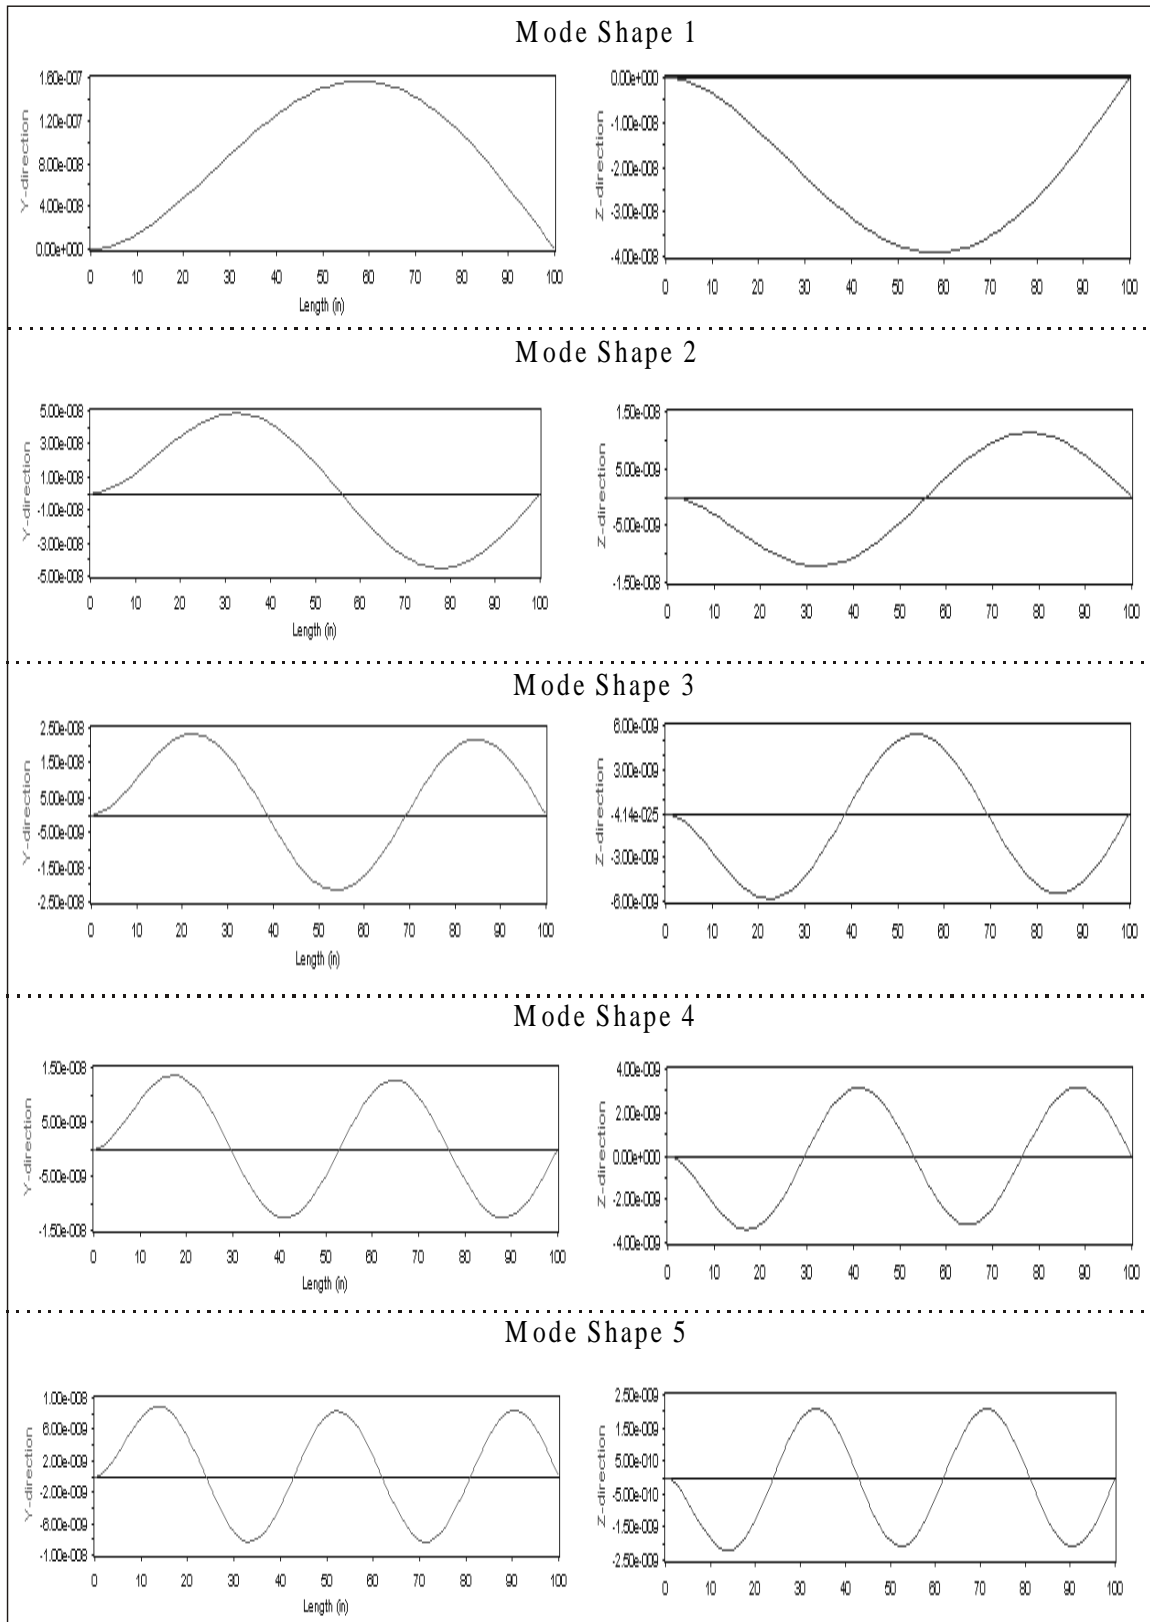 Mode Shape 1
Y-direction
1.60e-007
1.20e-007
8.00e-008
4.00e-008
0.00e+000
0 10 20 30 40 50 60 70 80 90 100
Length (in)
Z-direction
0.00e+000
-1.00e-008
-2.00e-008
-3.00e-008
-4.00e-008
0 10 20 30 40 50 60 70 80 90 100
Mode Shape 2
Y-direction
5.00e-008
3.00e-008
1.00e-008
-1.00e-008
-3.00e-008
-5.00e-008
0 10 20 30 40 50 60 70 80 90 100
Length (in)
Z-direction
1.50e-008
5.00e-009
-5.00e-009
-1.50e-008
0 10 20 30 40 50 60 70 80 90 100
Mode Shape 3
Y-direction
2.50e-008
1.50e-008
5.00e-009
-5.00e-009
-1.50e-008
-2.50e-008
0 10 20 30 40 50 60 70 80 90 100
Length (in)
Z-direction
6.00e-009
3.00e-009
-4.14e-025
-3.00e-009
-6.00e-009
0 10 20 30 40 50 60 70 80 90 100
Mode Shape 4
Y-direction
1.50e-008
5.00e-009
-5.00e-009
-1.50e-008
0 10 20 30 40 50 60 70 80 90 100
Length (in)
Z-direction
4.00e-009
2.00e-009
0.00e+000
-2.00e-009
-4.00e-009
0 10 20 30 40 50 60 70 80 90 100
Mode Shape 5
Y-direction
1.00e-008
6.00e-009
2.00e-009
-2.00e-009
-6.00e-009
-1.00e-008
0 10 20 30 40 50 60 70 80 90 100
Z-direction
2.50e-009
1.50e-009
5.00e-010
-5.00e-010
-1.50e-009
-2.50e-009
0 10 20 30 40 50 60 70 80 90 100